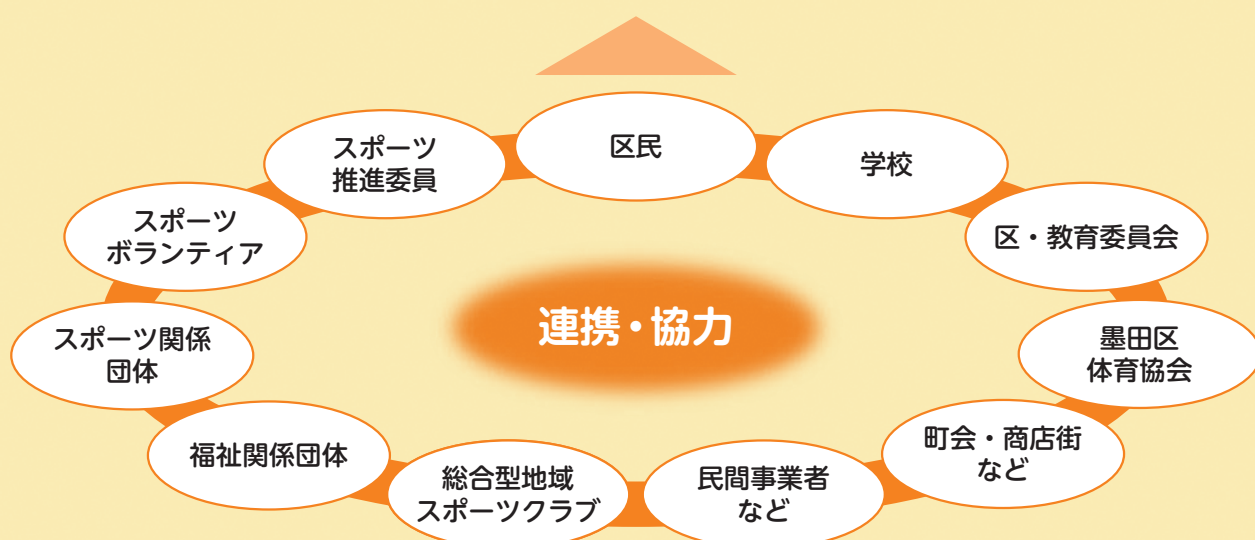 区民
学校
区・教育委員会
墨田区
体育協会
町会・商店街
など
民間事業者
など
総合型地域
スポーツクラブ
福祉関係団体
スポーツ関係
団体
スポーツ
ボランティア
スポーツ
推進委員
連携・協力